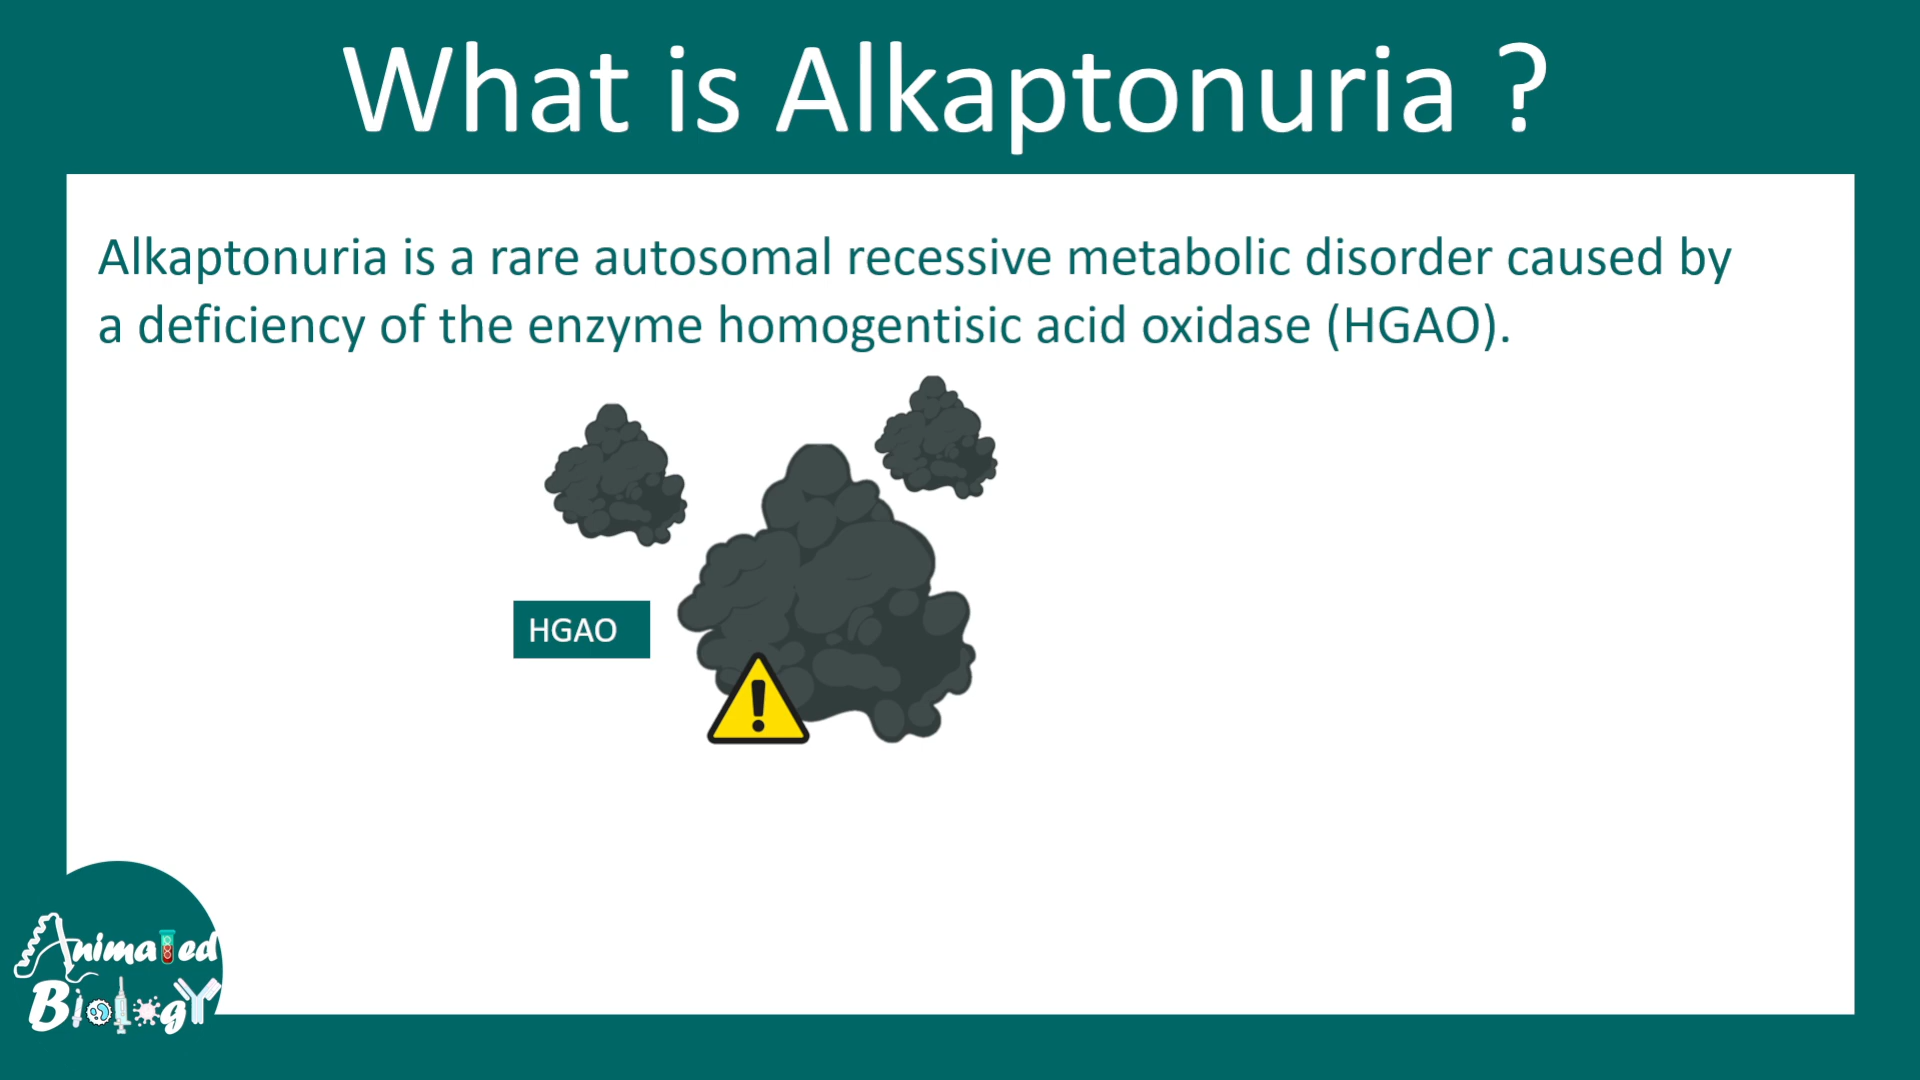 What is Alkaptonuria ?
Alkaptonuria is a rare autosomal recessive metabolic disorder caused by
a deficiency of the enzyme homogentisic acid oxidase (HGAO).
HGAO
Animated
Biology